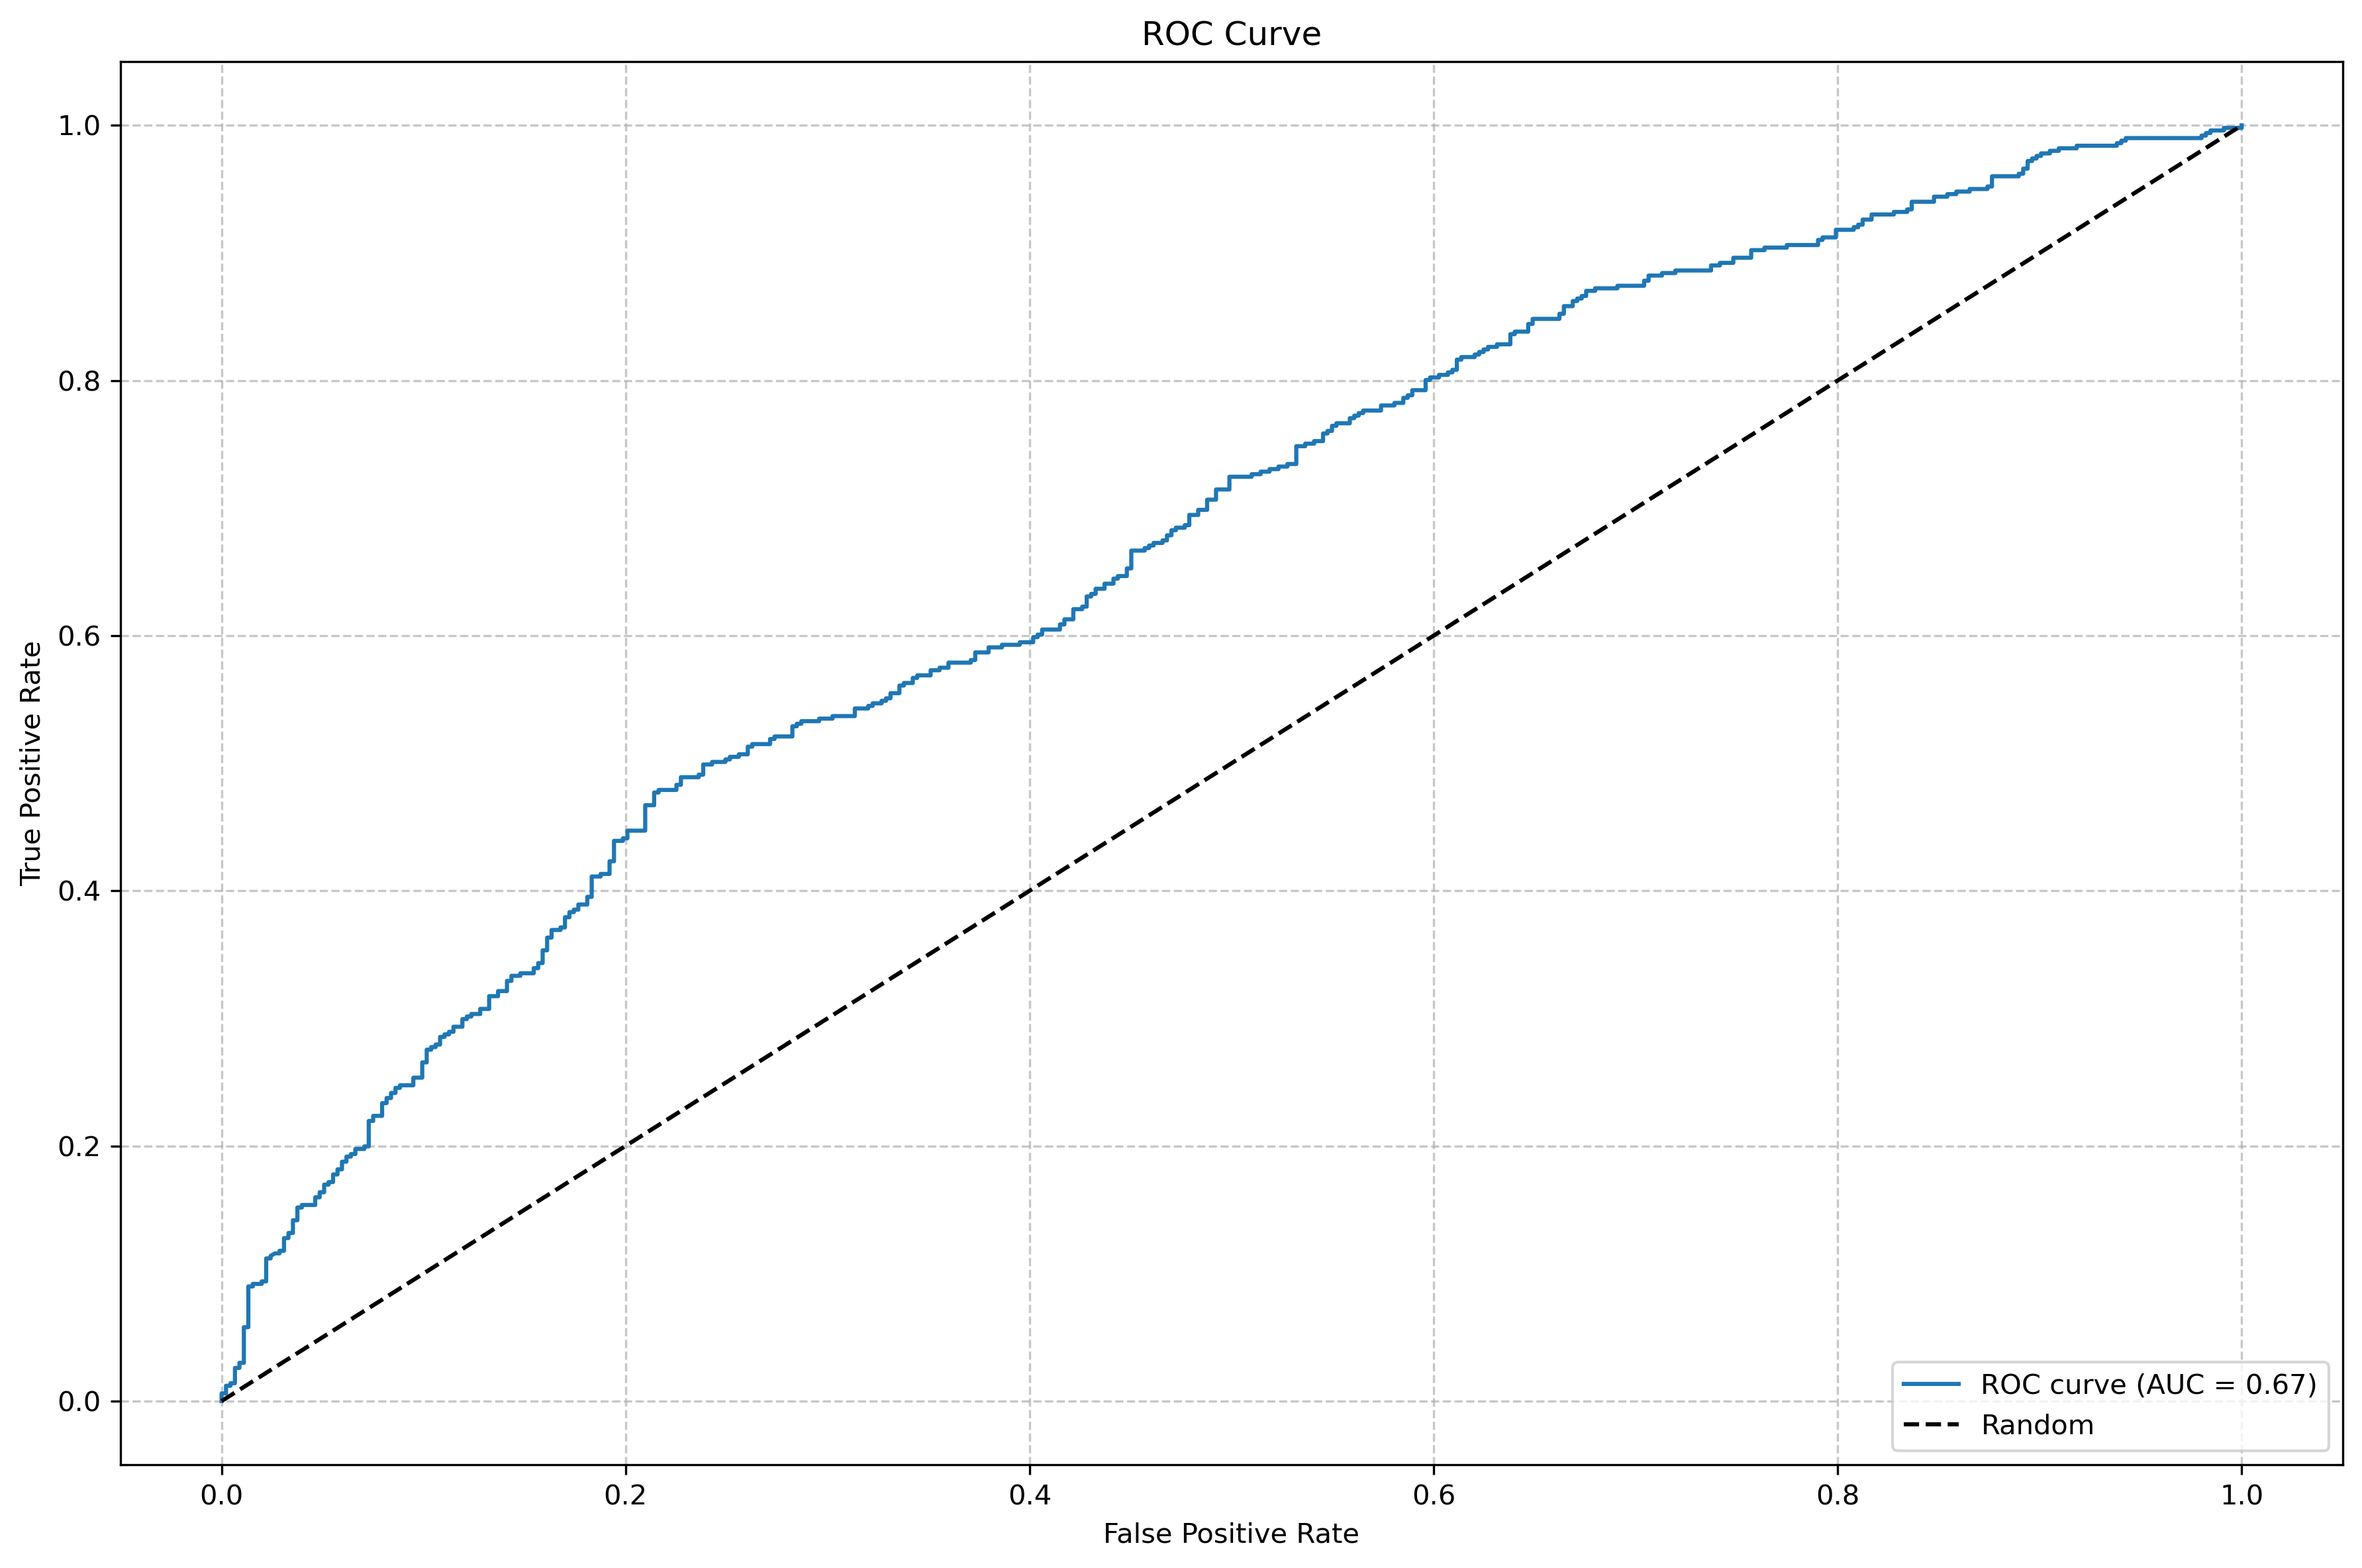 ROC Curve
1.0
0.8
0.6
0.4
0.2
0.0
True Positive Rate
ROC curve (AUC = 0.67)
Random
0.0 0.2 0.4 0.6 0.8 1.0
False Positive Rate